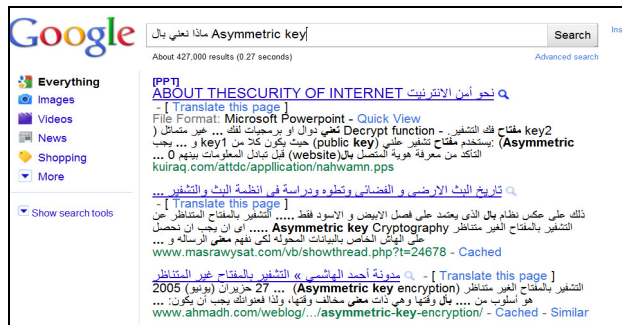 Google
ماذا نعني بال Asymmetric key
Search
About 427,000 results (0.27 seconds)
Advanced search
Everything
Images
Videos
News
Shopping
More
Show search tools
[PPT]
ABOUT THESCURITY OF INTERNET نحو أمن الانترنيت
- [ Translate this page ]
File Format: Microsoft Powerpoint - Quick View
key2 مفتاح فك التشفير. Decrypt function - تعني دوال او برمجيات لفك ... غير متماثل (
Asymmetric) :يستخدم مفتاح تشفير علني (public key) حيث يكون كلا من key1 و ... يجب
التأكد من معرفة هوية المتصل بال(website) قبل تبادل المعلومات بينهم 0 ...
kuiraq.com/attdc/appllication/nahwamn.pps
تاريخ البث الارضى و الفضائى وتطوه ودراسة فى انظمة البث والتشفير ...
ذلك على عكس نظام بال الذى يعتمد على فصل الابيض و الاسود فقط ..... التشفير بالمفتاح المتناظر عن
التشفير بالمفتاح الغير متناظر Asymmetric key Cryptography ..... اى ان يجب ان نحصل
على الهاش الخاص بالبيانات المحوله لكى نفهم معنى الرساله و ...
www.masrawysat.com/vb/showthread.php?t=24678 - Cached
مدونة أحمد الهاشمي » التشفير بالمفتاح الغير المتناظر - [ Translate this page ]
التشفير بالمفتاح الغير متناظر (Asymmetric key encryption) ... 27 حزيران (يونيو) 2005
هو أسلوب من .... بال وقتها وهي ذات معنى مخالف وقتها، ولذا فعنوانك يجب أن يكون: ...
www.ahmadh.com/weblog/.../asymmetric-key-encryption/ - Cached - Similar